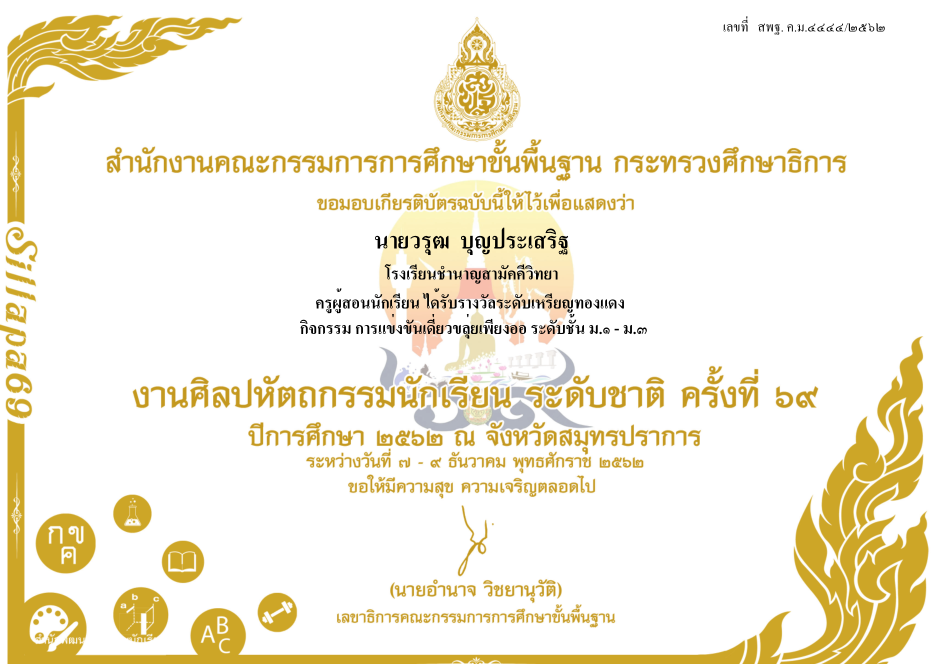 เลขที่ สพฐ. ค.ม.๔๔๔๔/๒๕๖๒
สำนักงานคณะกรรมการการศึกษาขั้นพื้นฐาน กระทรวงศึกษาธิการ
ขอมอบเกียรติบัตรฉบับนี้ให้ไว้เพื่อแสดงว่า
นายวรุฒ บุญประเสริฐ
โรงเรียนชำนาญสามัคคีวิทยา
ครูผู้สอนนักเรียน ได้รับรางวัลระดับเหรียญทองแดง
กิจกรรม การแข่งขันเดี่ยวขลุ่ยเพียงออ ระดับชั้น ม.๑ - ม.๓
งานศิลปหัตถกรรมนักเรียน ระดับชาติ ครั้งที่ ๖๙
ปีการศึกษา ๒๕๖๒ ณ จังหวัดสมุทรปราการ
ระหว่างวันที่ ๗ - ๙ ธันวาคม พุทธศักราช ๒๕๖๒
ขอให้มีความสุข ความเจริญตลอดไป
(นายอำนาจ วิชยานุวัติ)
เลขาธิการคณะกรรมการการศึกษาขั้นพื้นฐาน
Sillapa69
ก ข
ค
a b c
A B
C